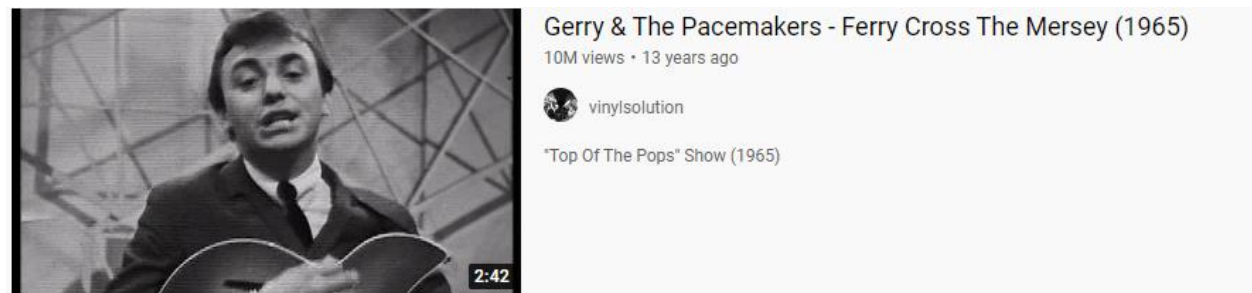 Gerry & The Pacemakers - Ferry Cross The Mersey (1965)
10M views • 13 years ago
vinylsolution
"Top Of The Pops" Show (1965)
2:42